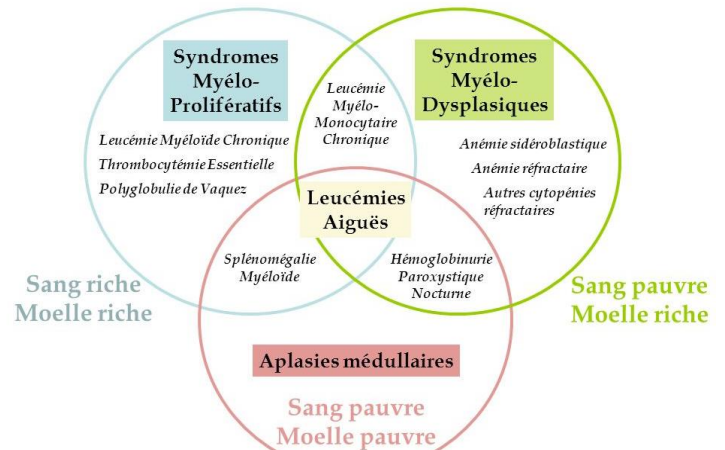 Syndromes
Myélo-
Prolifératifs
Leucémie Myéloïde Chronique
Thrombocytémie Essentielle
Polyglobulie de Vaquez
Leucémie
Myélo-
Monocytaire
Chronique
Syndromes
Myélo-
Dysplasiques
Anémie sidéroblastique
Anémie réfractaire
Autres cytopénies
réfractaires
Leucémies
Aiguës
Splénomégalie
Myéloïde
Hémoglobinurie
Paroxystique
Nocturne
Sang riche
Moelle riche
Sang pauvre
Moelle riche
Aplasies médullaires
Sang pauvre
Moelle pauvre